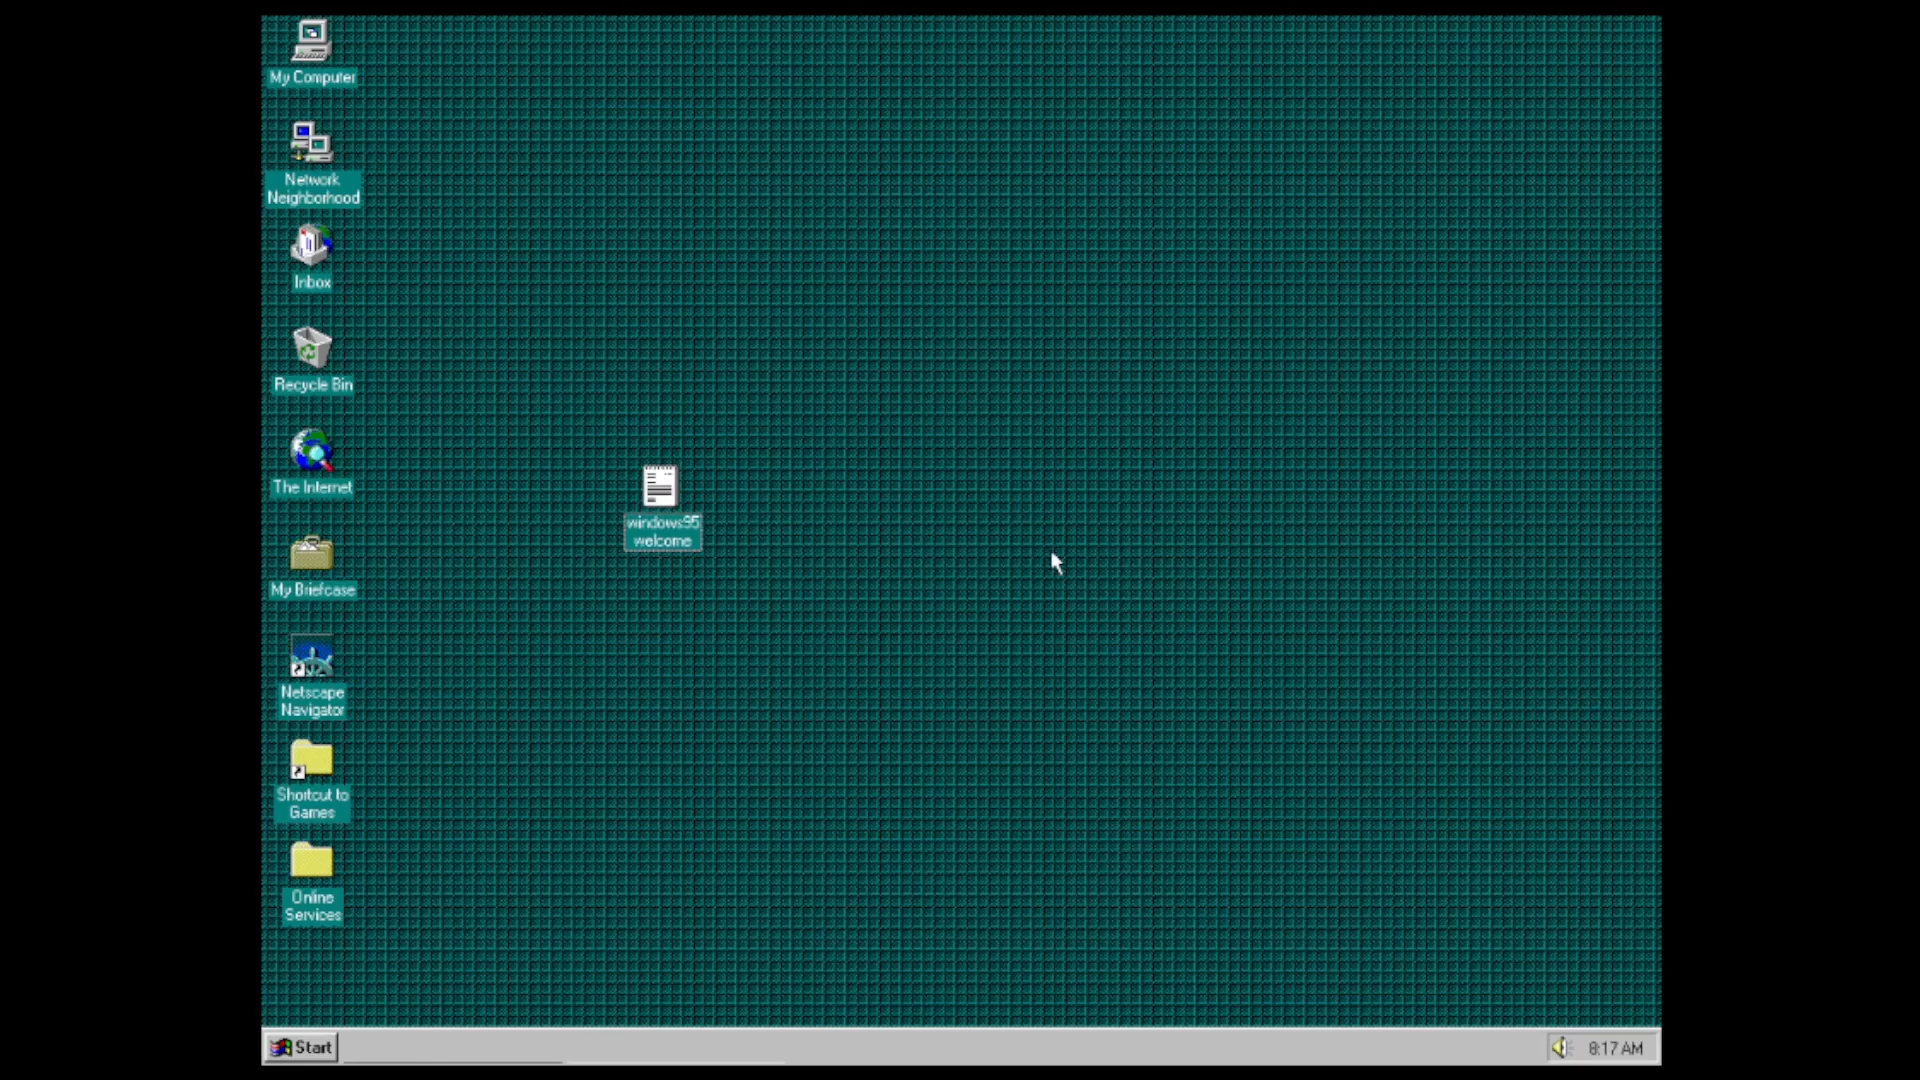 My Computer
Network
Neighborhood
Inbox
Recycle Bin
The Internet
My Briefcase
Netscape
Navigator
Shortcut to
Games
Online
Services
windows95
welcome
Start
8:17 AM